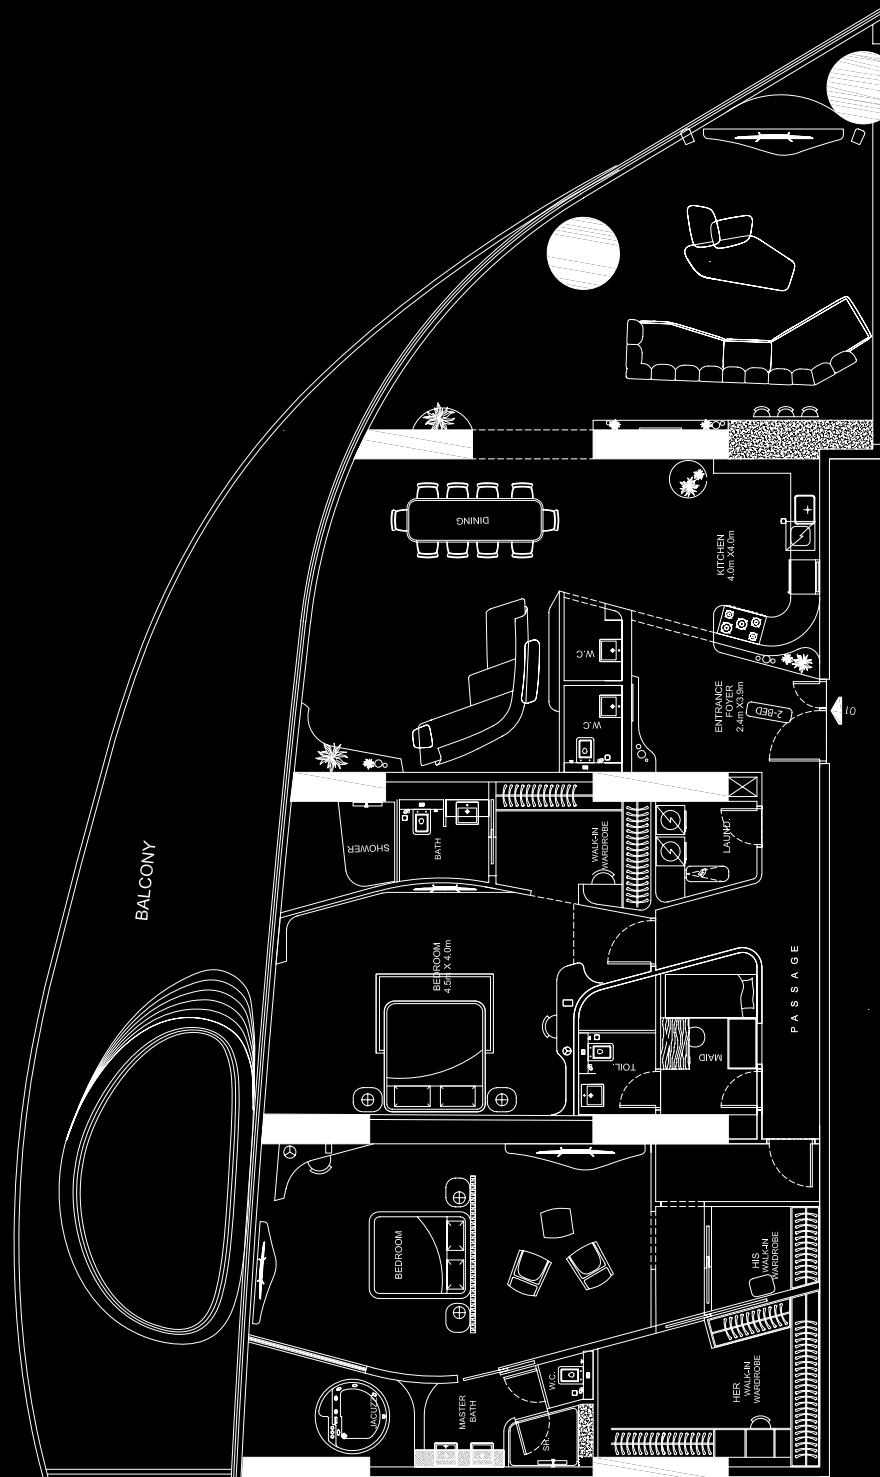 DINING
KITCHEN
4.0m X4.0m
W.C
W.C
ENTRANCE
FOYER
2.4m X3.9m
2-BED
01
BALCONY
SHOWER
BATH
WALK-IN
WARDROBE
LAUND.
BEDROOM
4.5m X 4.0m
PASSAGE
TOIL.
MAID
BEDROOM
HIS
WALK-IN
WARDROBE
HER
WALK-IN
WARDROBE
JACUZZI
MASTER
BATH
W.C.
SH.